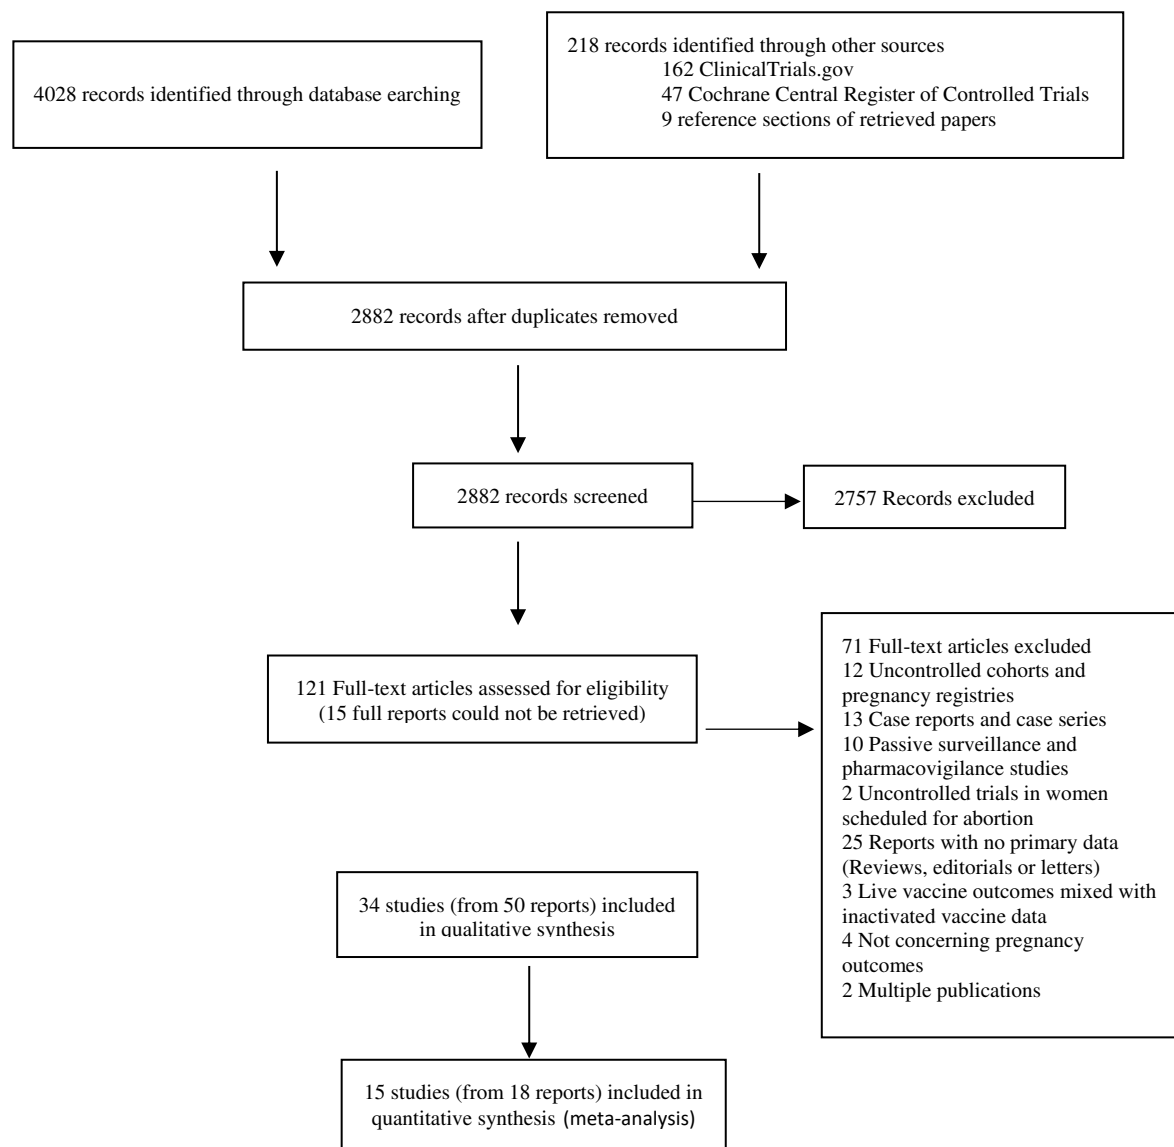 4028 records identified through database earching
218 records identified through other sources
162 ClinicalTrials.gov
47 Cochrane Central Register of Controlled Trials
9 reference sections of retrieved papers
2882 records after duplicates removed
2882 records screened
2757 Records excluded
121 Full-text articles assessed for eligibility
(15 full reports could not be retrieved)
71 Full-text articles excluded
12 Uncontrolled cohorts and
pregnancy registries
13 Case reports and case series
10 Passive surveillance and
pharmacovigilance studies
2 Uncontrolled trials in women
scheduled for abortion
25 Reports with no primary data
(Reviews, editorials or letters)
3 Live vaccine outcomes mixed with
inactivated vaccine data
4 Not concerning pregnancy
outcomes
2 Multiple publications
34 studies (from 50 reports) included
in qualitative synthesis
15 studies (from 18 reports) included in
quantitative synthesis (meta-analysis)